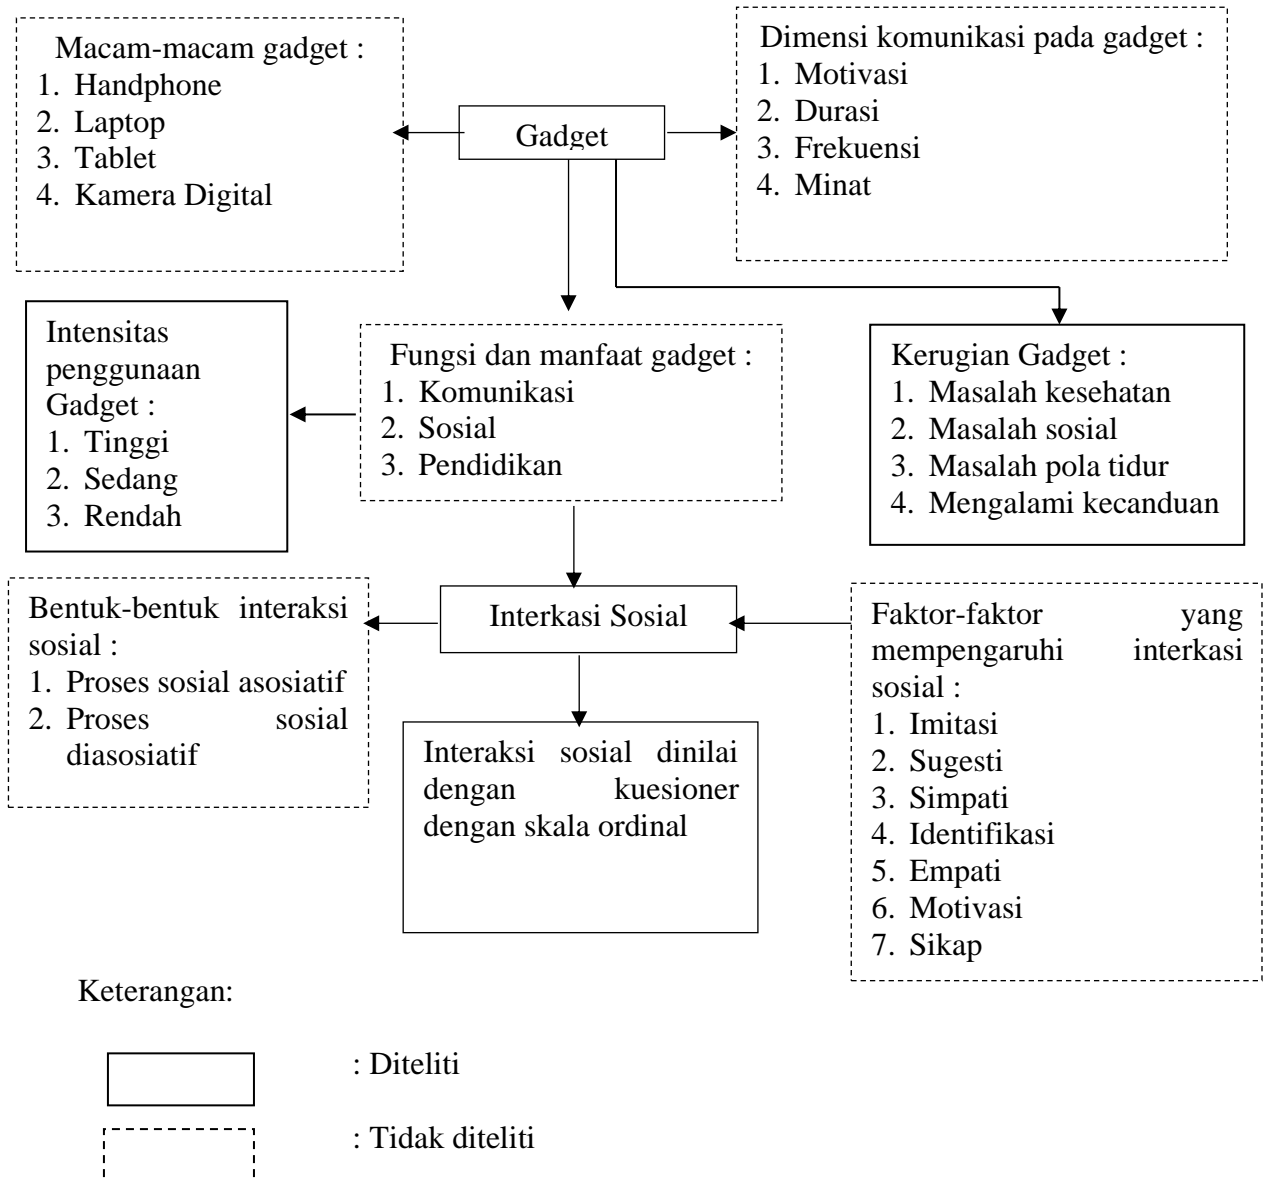 Macam-macam gadget :
1. Handphone
2. Laptop
3. Tablet
4. Kamera Digital
Gadget
Dimensi komunikasi pada gadget :
1. Motivasi
2. Durasi
3. Frekuensi
4. Minat
Intensitas
penggunaan
Gadget :
1. Tinggi
2. Sedang
3. Rendah
Fungsi dan manfaat gadget :
1. Komunikasi
2. Sosial
3. Pendidikan
Kerugian Gadget :
1. Masalah kesehatan
2. Masalah sosial
3. Masalah pola tidur
4. Mengalami kecanduan
Bentuk-bentuk interaksi
sosial :
1. Proses sosial asosiatif
2. Proses sosial
diasosiatif
Interkasi Sosial
Faktor-faktor yang
mempengaruhi interkasi
sosial :
1. Imitasi
2. Sugesti
3. Simpati
4. Identifikasi
5. Empati
6. Motivasi
7. Sikap
Interaksi sosial dinilai
dengan kuesioner
dengan skala ordinal
Keterangan:
: Diteliti
: Tidak diteliti